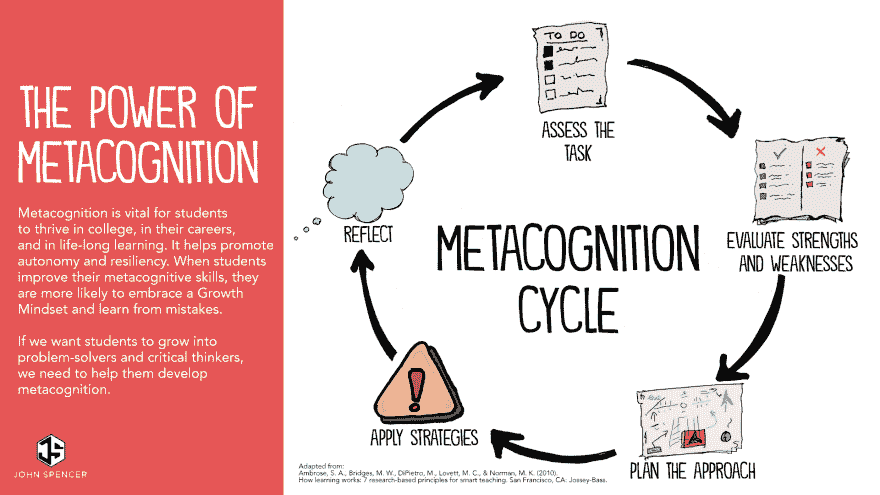 THE POWER OF
METACOGNITION
Metacognition is vital for students
to thrive in college, in their careers,
and in life-long learning. It helps promote
autonomy and resiliency. When students
improve their metacognitive skills, they
are more likely to embrace a Growth
Mindset and learn from mistakes.
If we want students to grow into
problem-solvers and critical thinkers,
we need to help them develop
metacognition.
JS
JOHN SPENCER
TO DO
ASSESS THE
TASK
EVALUATE STRENGTHS
AND WEAKNESSES
PLAN THE APPROACH
APPLY STRATEGIES
REFLECT
METACOGNITION
CYCLE
Adapted from:
Ambrose, S. A., Bridges, M. W., DiPietro, M., Lovett, M. C., & Norman, M. K. (2010).
How learning works: 7 research-based principles for smart teaching. San Francisco, CA: Jossey-Bass.